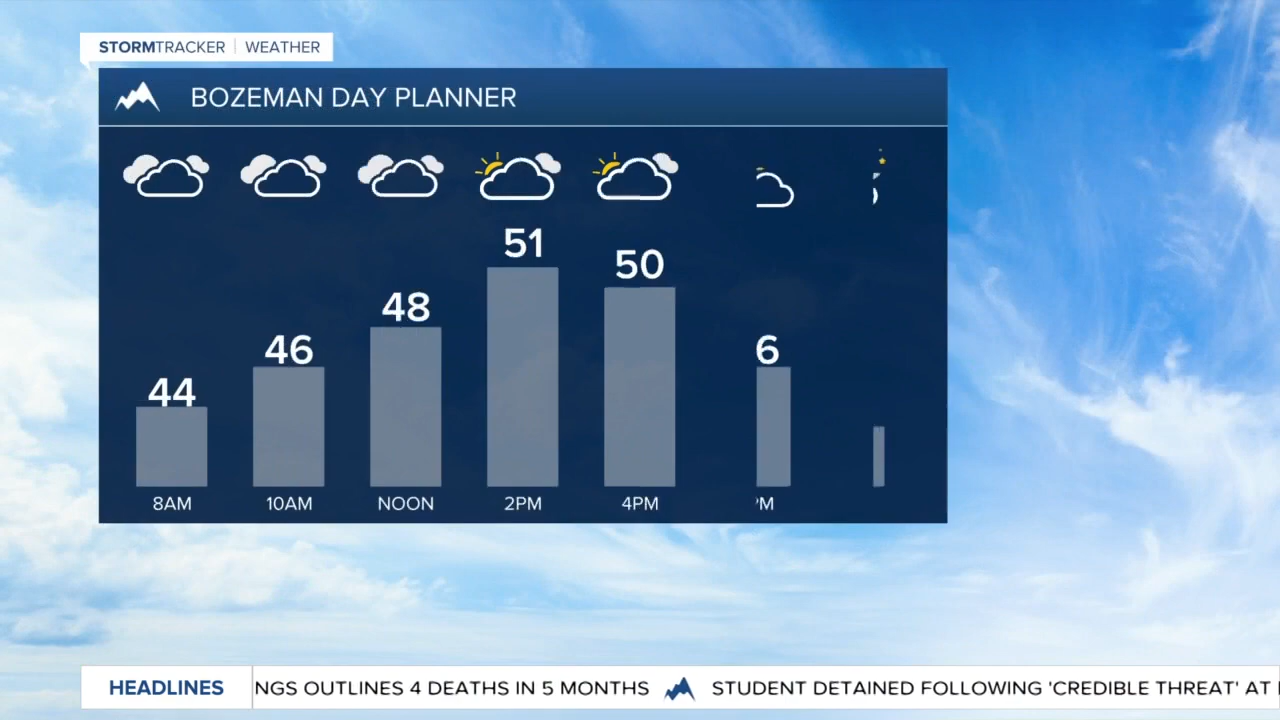 STORMTRACKER | WEATHER
BOZEMAN DAY PLANNER
44 46 48 51 50 6
8AM 10AM NOON 2PM 4PM PM
HEADLINES NGS OUTLINES 4 DEATHS IN 5 MONTHS STUDENT DETAINED FOLLOWING 'CREDIBLE THREAT' AT